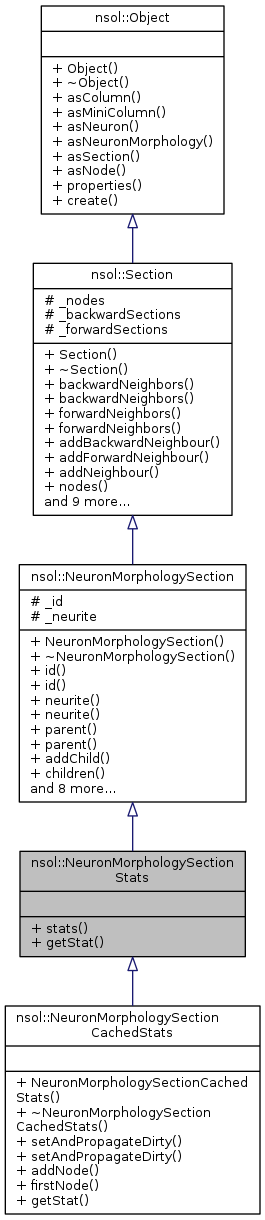 nsol::Object
+ Object()
+ ~Object()
+ asColumn()
+ asMiniColumn()
+ asNeuron()
+ asNeuronMorphology()
+ asSection()
+ asNode()
+ properties()
+ create()
nsol::Section
# _nodes
# _backwardSections
# _forwardSections
+ Section()
+ ~Section()
+ backwardNeighbors()
+ backwardNeighbors()
+ forwardNeighbors()
+ forwardNeighbors()
+ addBackwardNeighbour()
+ addForwardNeighbour()
+ addNeighbour()
+ nodes()
and 9 more...
nsol::NeuronMorphologySection
# _id
# _neurite
+ NeuronMorphologySection()
+ ~NeuronMorphologySection()
+ id()
+ id()
+ neurite()
+ neurite()
+ parent()
+ parent()
+ addChild()
+ children()
and 8 more...
nsol::NeuronMorphologySection
Stats
+ stats()
+ getStat()
nsol::NeuronMorphologySection
CachedStats
+ NeuronMorphologySectionCached
Stats()
+ ~NeuronMorphologySection
CachedStats()
+ setAndPropagateDirty()
+ setAndPropagateDirty()
+ addNode()
+ firstNode()
+ getStat()